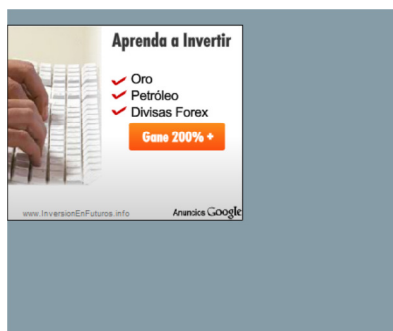 Aprenda a Invertir
Oro
Petróleo
Divisas Forex
Gane 200% +
www.InversionEnFuturos.info
Anuncios Google